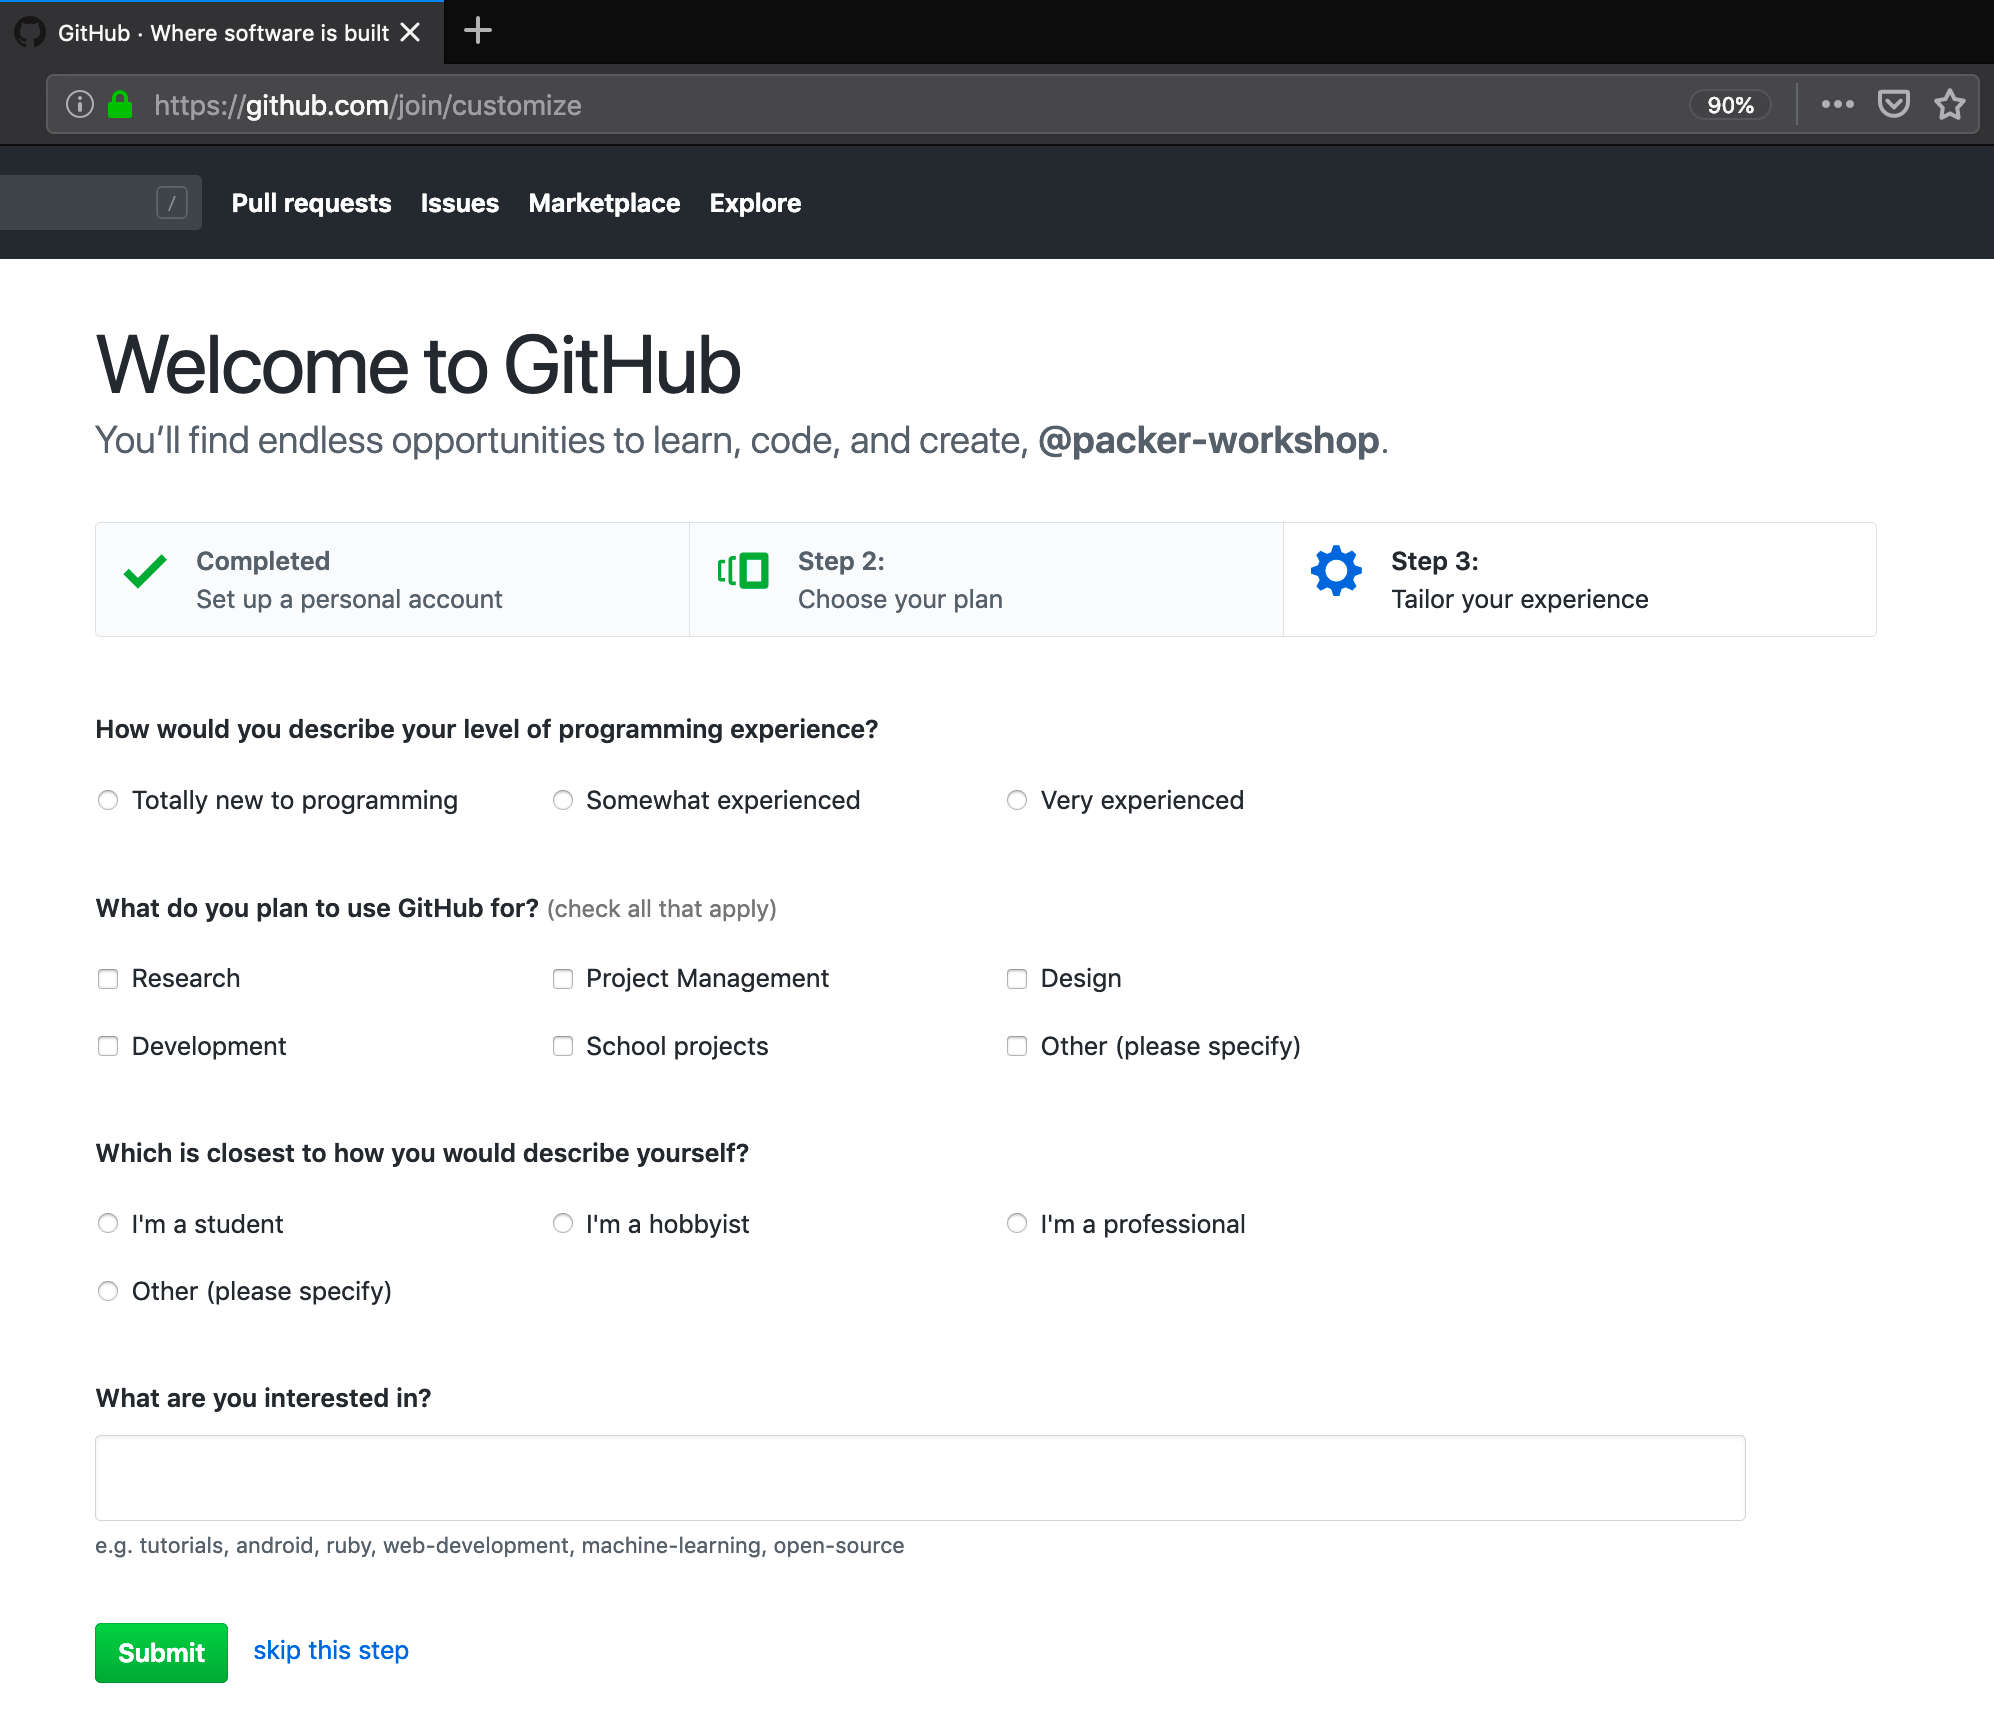 GitHub · Where software is built
https://github.com/join/customize
90%
/
Pull requests Issues Marketplace Explore
Welcome to GitHub
You’ll find endless opportunities to learn, code, and create, @packer-workshop.
Completed
Set up a personal account
Step 2:
Choose your plan
Step 3:
Tailor your experience
How would you describe your level of programming experience?
Totally new to programming Somewhat experienced Very experienced
What do you plan to use GitHub for? (check all that apply)
Research Project Management Design
Development School projects Other (please specify)
Which is closest to how you would describe yourself?
I'm a student I'm a hobbyist I'm a professional
Other (please specify)
What are you interested in?
e.g. tutorials, android, ruby, web-development, machine-learning, open-source
Submit skip this step